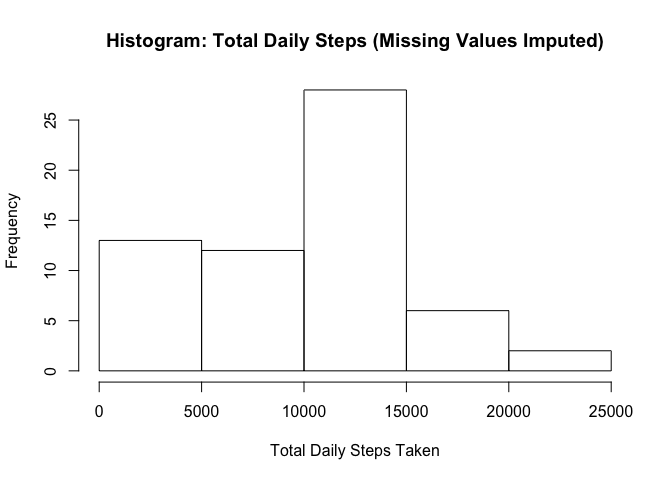 Histogram: Total Daily Steps (Missing Values Imputed)
Frequency
25
20
15
10
5
0
0 5000 10000 15000 20000 25000
Total Daily Steps Taken